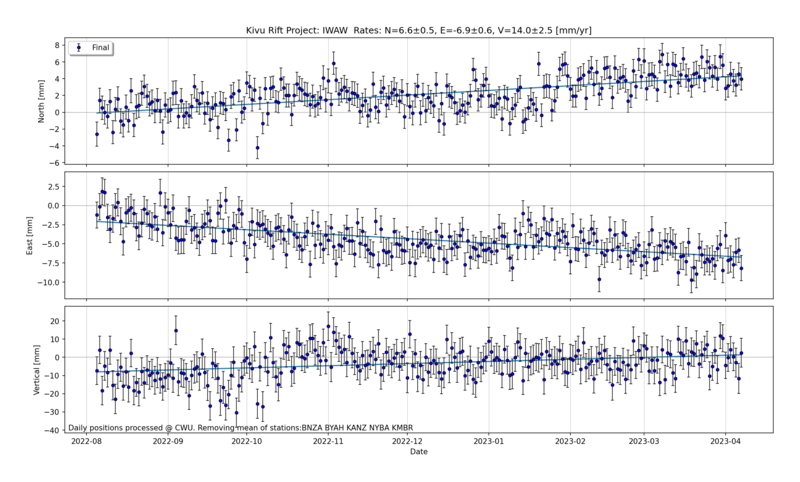 Kivu Rift Project: IWAW Rates: N=6.6±0.5, E=-6.9±0.6, V=14.0±2.5 [mm/yr]
Final
8
6
4
2
0
−2
−4
−6
North [mm]
2.5
0.0
−2.5
−5.0
−7.5
−10.0
East [mm]
20
10
0
−10
−20
−30
−40
Vertical [mm]
Daily positions processed @ CWU. Removing mean of stations:BNZA BYAH KANZ NYBA KMBR
2022-08 2022-09 2022-10 2022-11 2022-12 2023-01 2023-02 2023-03 2023-04
Date